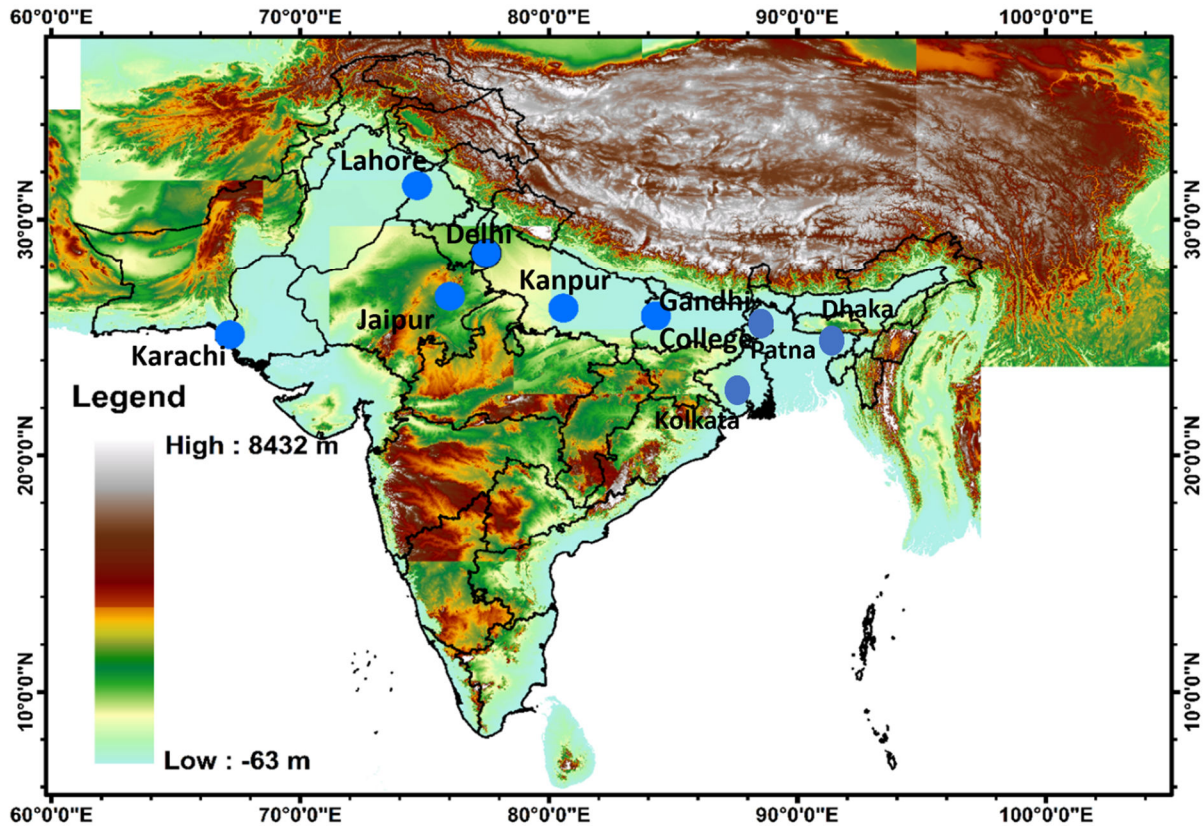 60°0'0"E 70°0'0"E 80°0'0"E 90°0'0"E 100°0'0"E
30°0'0"N
20°0'0"N
10°0'0"N
30°0'0"N
20°0'0"N
10°0'0"N
Lahore
Delhi
Kanpur
Gandhi
College
Dhaka
Jaipur
Patna
Karachi
Kolkata
Legend
High : 8432 m
Low : -63 m
60°0'0"E 70°0'0"E 80°0'0"E 90°0'0"E 100°0'0"E